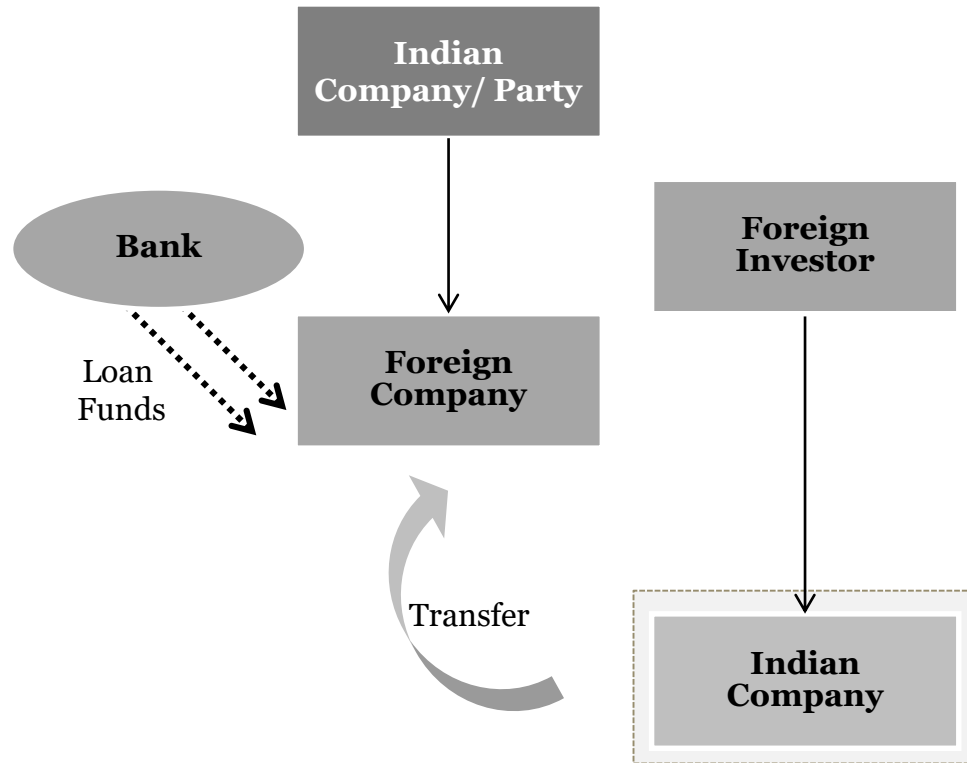 Indian
Company/ Party
Bank
Foreign
Investor
Loan
Funds
Foreign
Company
Transfer
Indian
Company